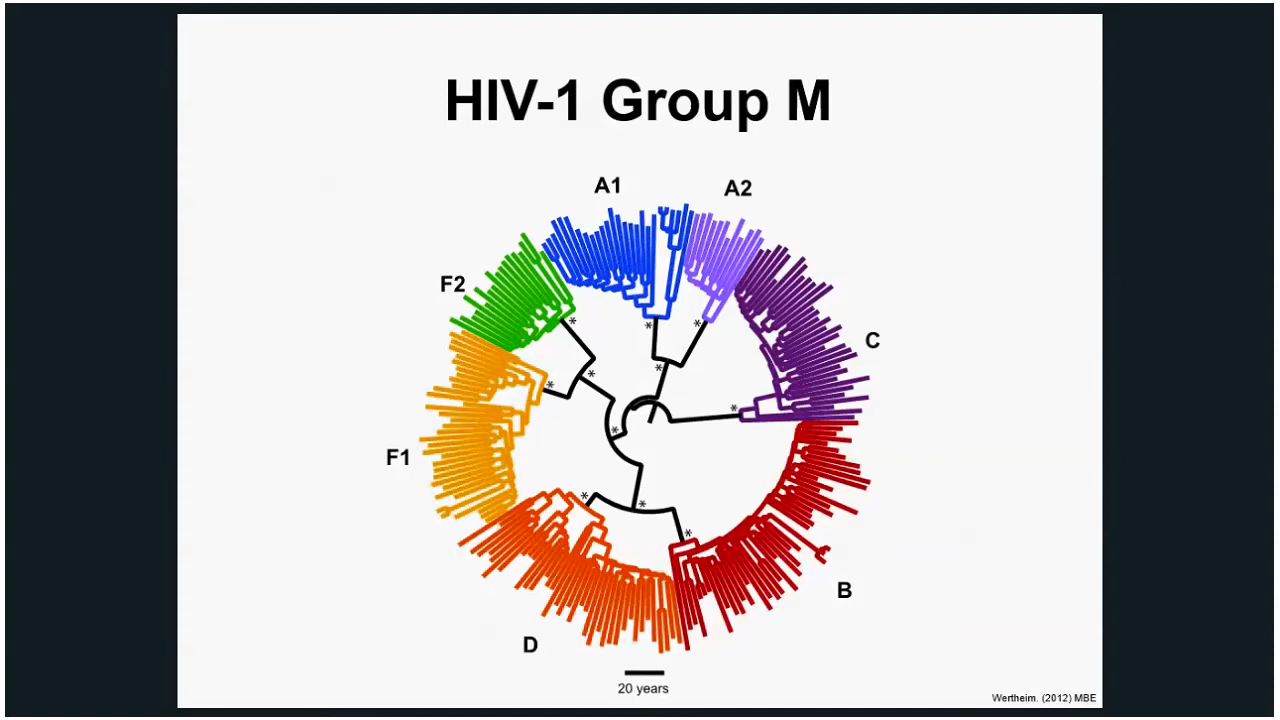 HIV-1 Group M
A1
A2
F2
C
F1
B
D
20 years
Wertheim. (2012) MBE